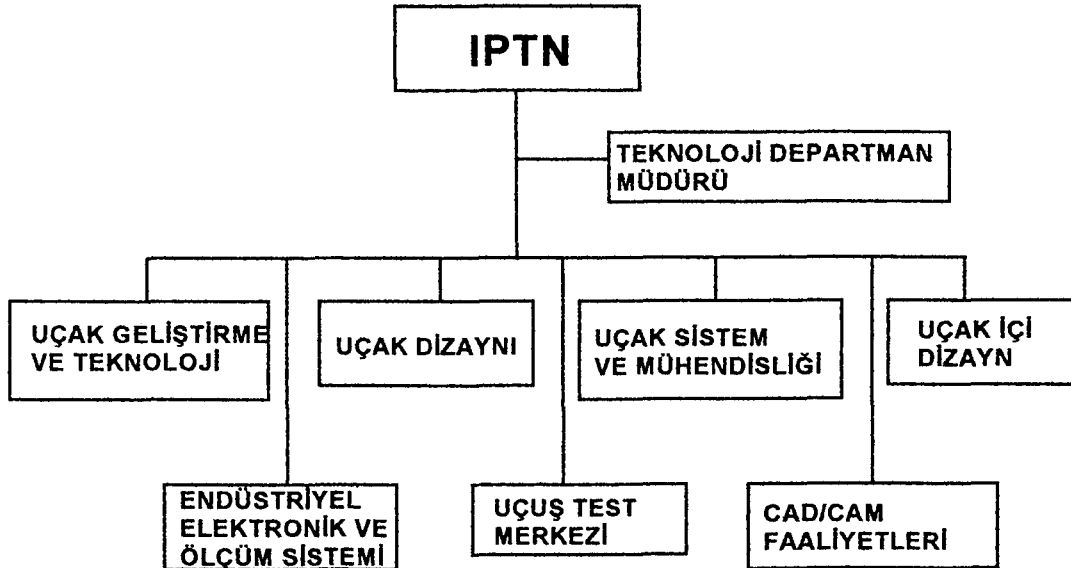 IPTN
TEKNOLOJİ DEPARTMAN
MÜDÜRÜ
UÇAK GELİŞTİRME
VE TEKNOLOJİ
UÇAK DİZAYNI
UÇAK SİSTEM
VE MÜHENDİSLİĞİ
UÇAK İÇİ
DİZAYN
ENDÜSTRİYEL
ELEKTRONİK VE
ÖLÇÜM SİSTEMİ
UÇUŞ TEST
MERKEZİ
CAD/CAM
FAALİYETLERİ